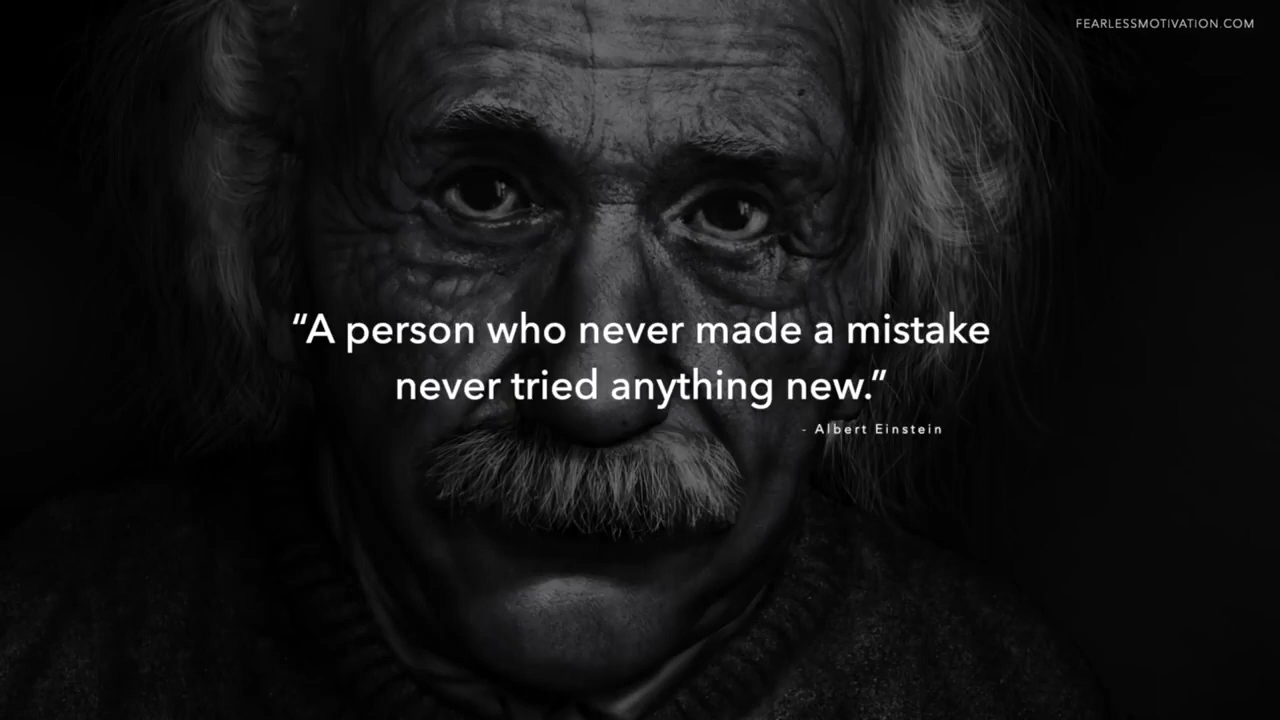 FEARLESSMOTIVATION.COM
“A person who never made a mistake
never tried anything new.”
- Albert Einstein